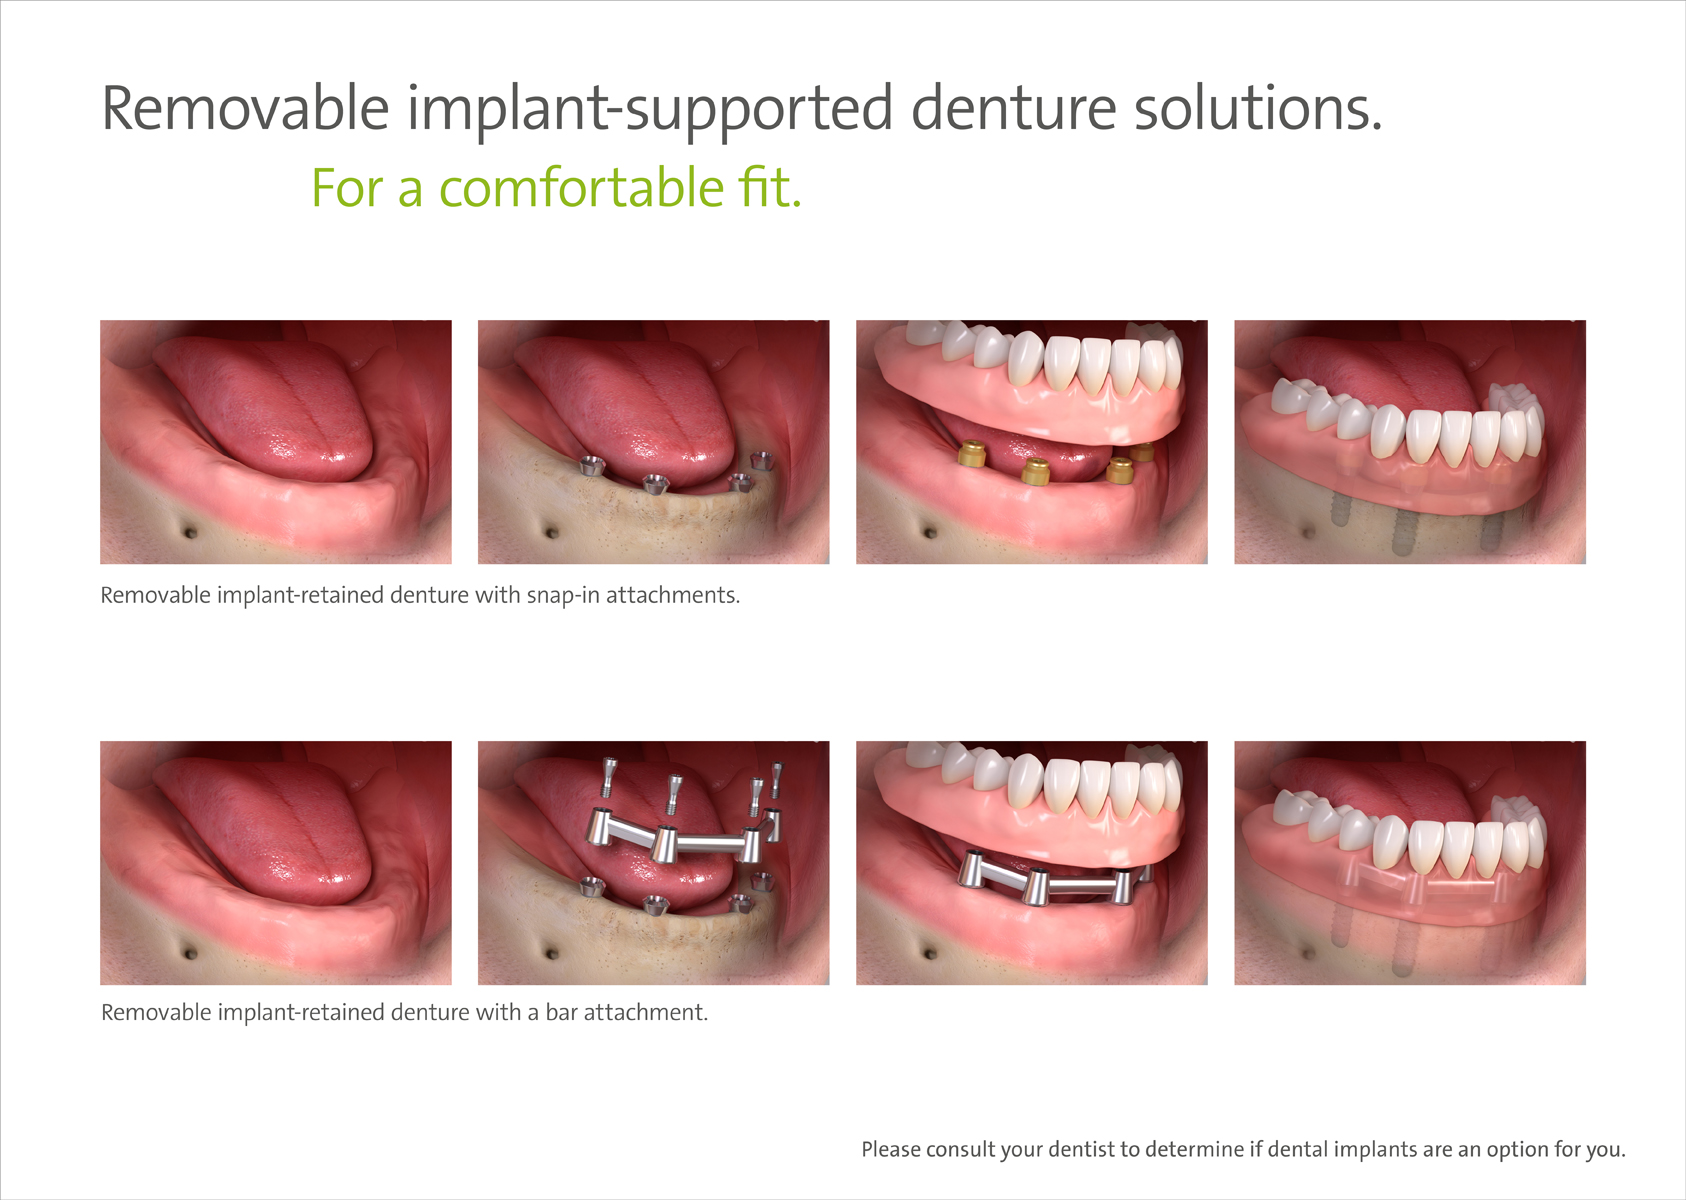 Removable implant-supported denture solutions.
For a comfortable fit.
Removable implant-retained denture with snap-in attachments.
Removable implant-retained denture with a bar attachment.
Please consult your dentist to determine if dental implants are an option for you.